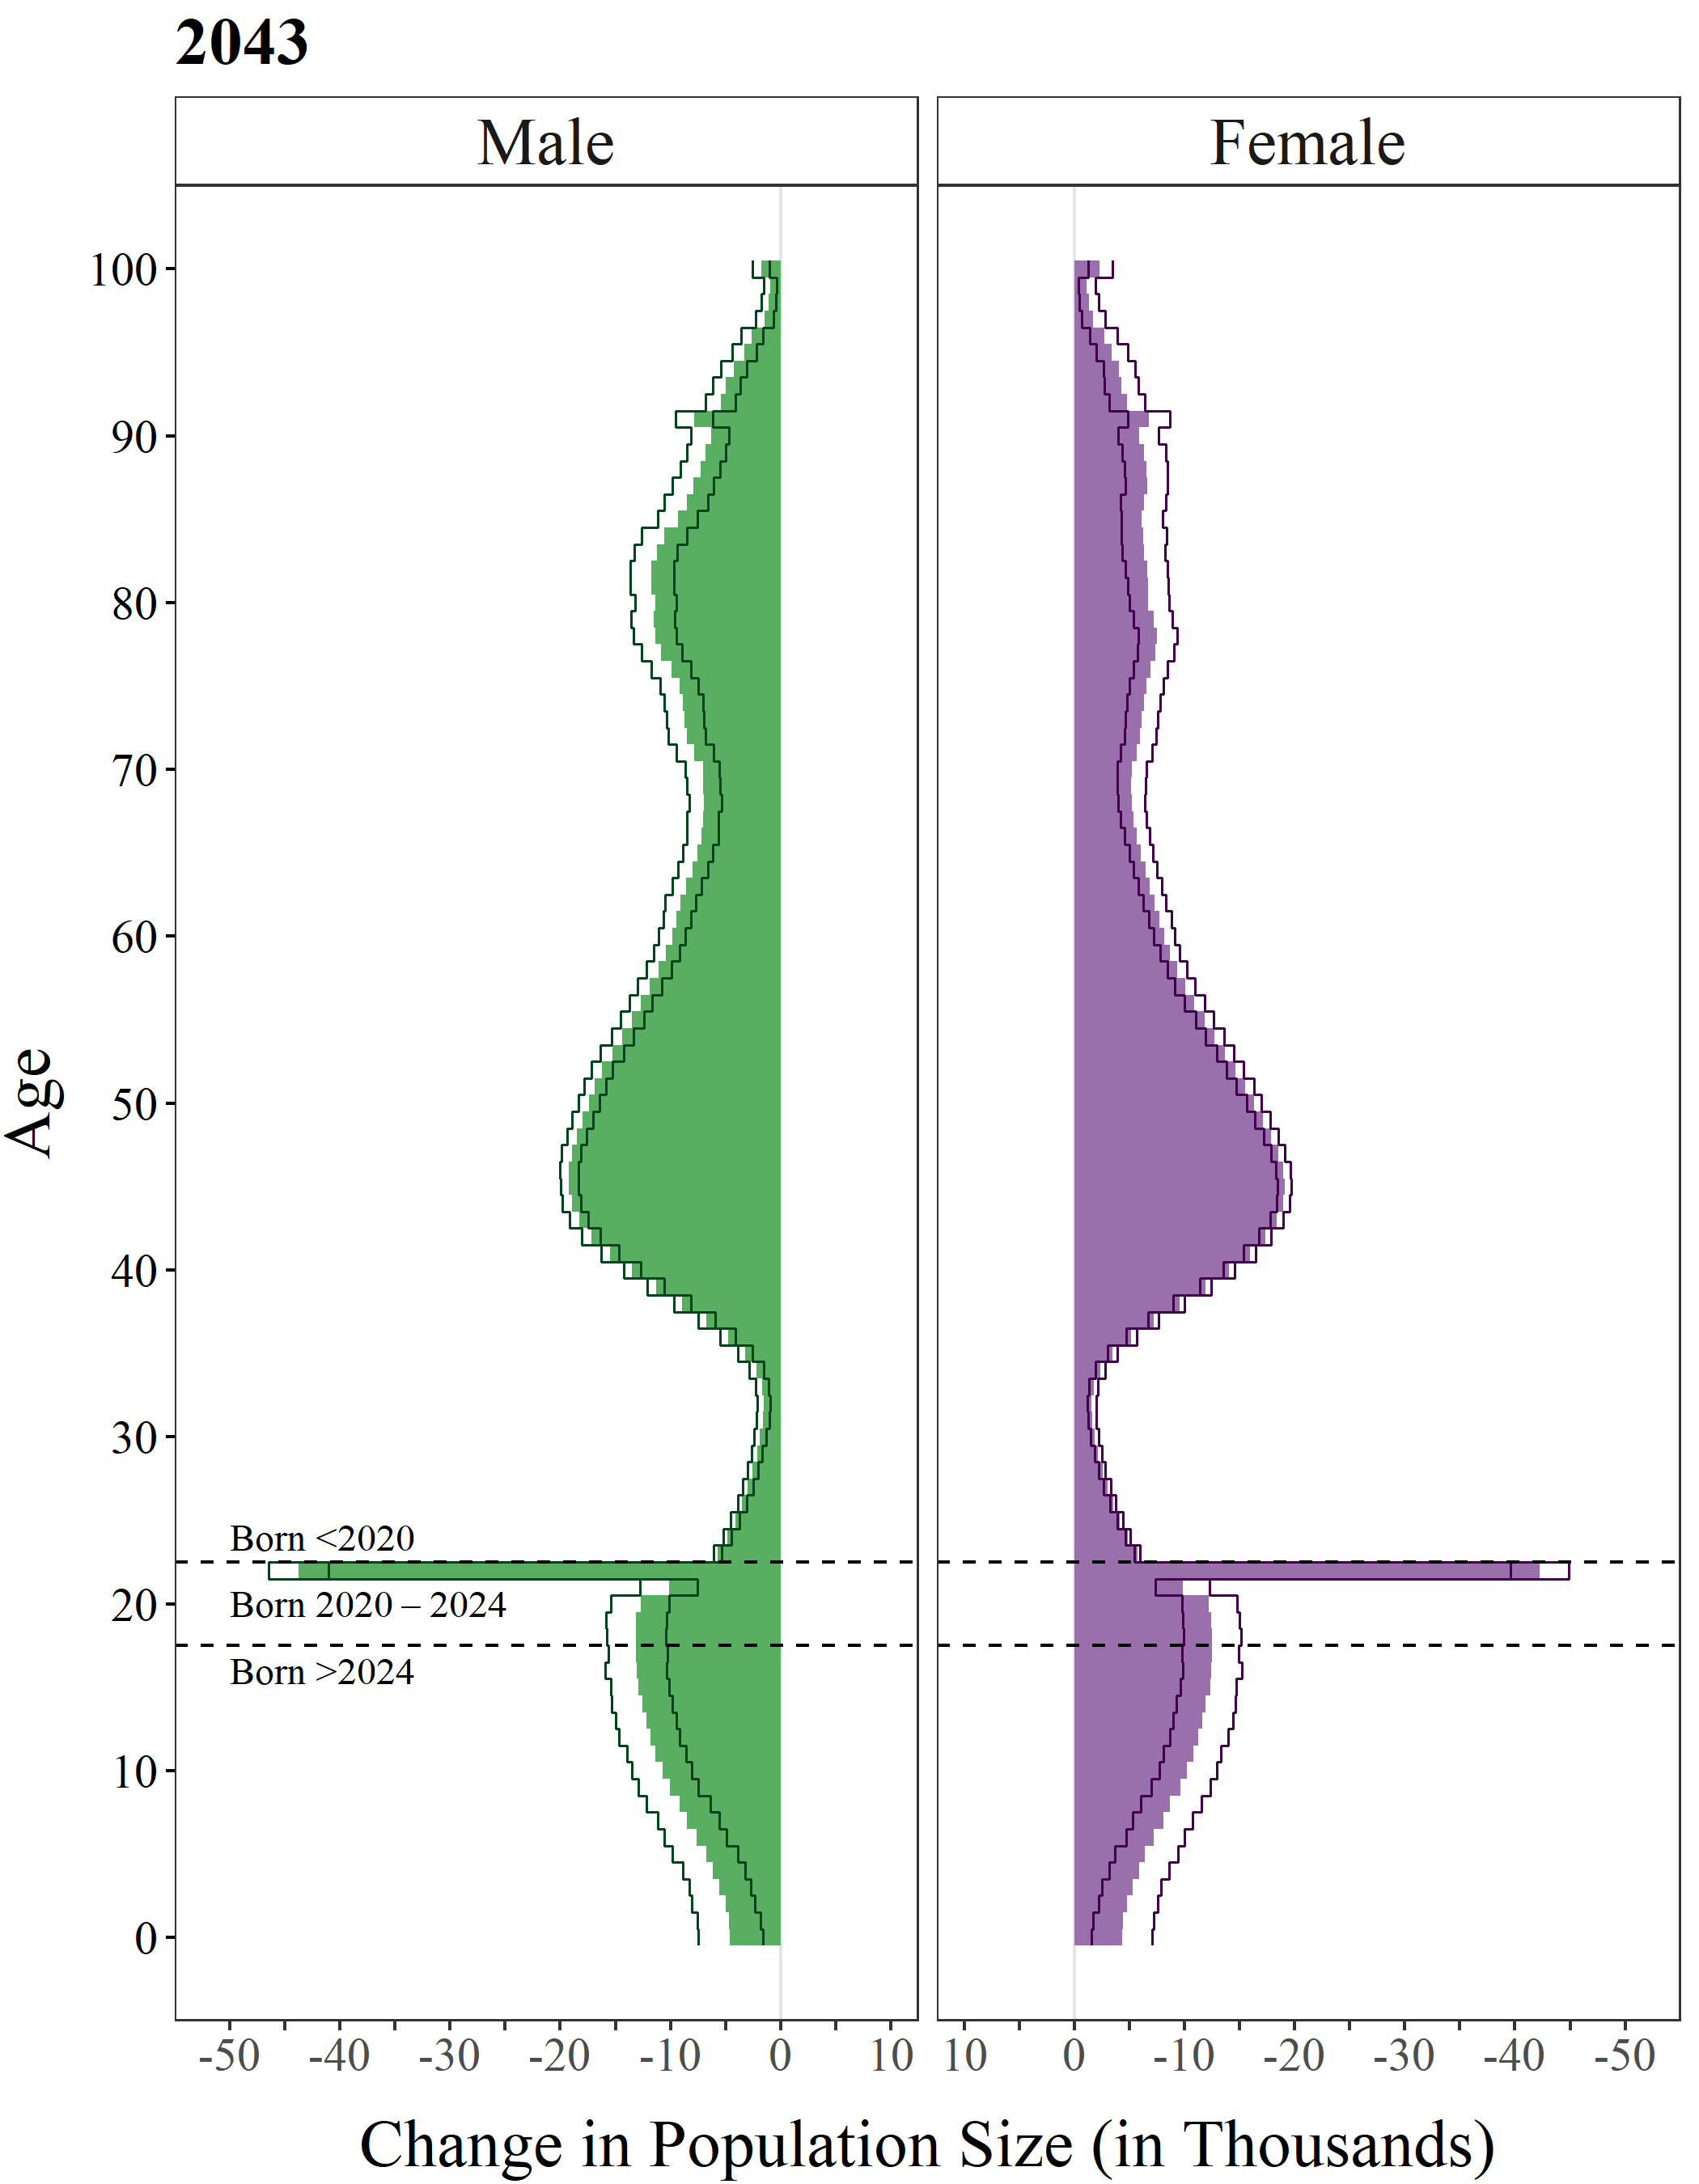 2043
Male
Female
100
90
80
70
60
50
40
30
20
10
0
Age
Born <2020
Born 2020 – 2024
Born >2024
-50 -40 -30 -20 -10 0 10
10 0 -10 -20 -30 -40 -50
Change in Population Size (in Thousands)